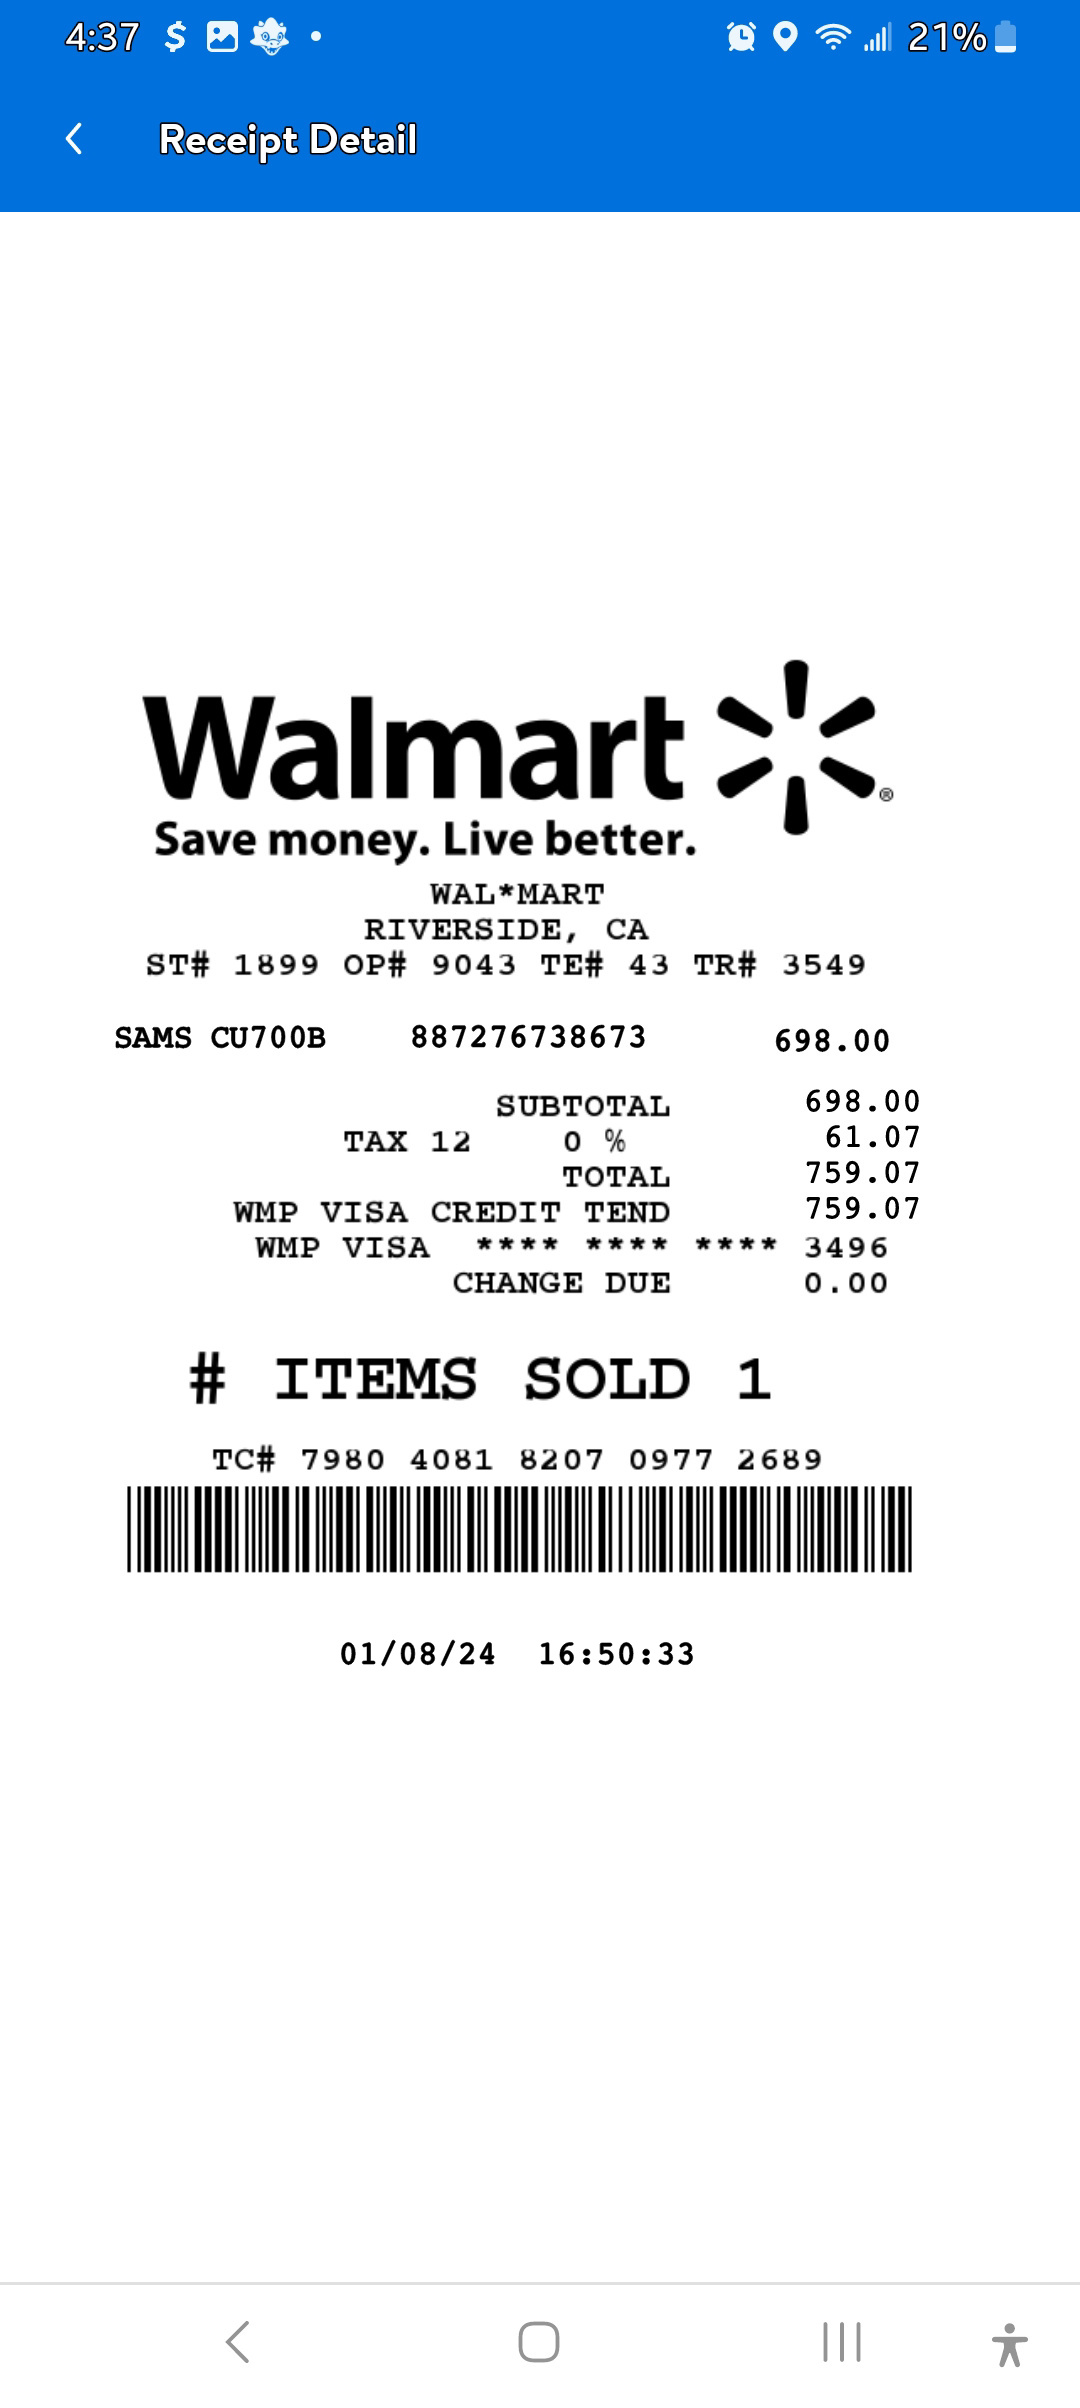 4:37 21%
Receipt Detail
Walmart ®
Save money. Live better.
WAL*MART
RIVERSIDE, CA
ST# 1899 OP# 9043 TE# 43 TR# 3549
SAMS CU700B 887276738673 698.00
SUBTOTAL 698.00
TAX 12 0 % 61.07
TOTAL 759.07
WMP VISA CREDIT TEND 759.07
WMP VISA **** **** **** 3496
CHANGE DUE 0.00
# ITEMS SOLD 1
TC# 7980 4081 8207 0977 2689
01/08/24 16:50:33